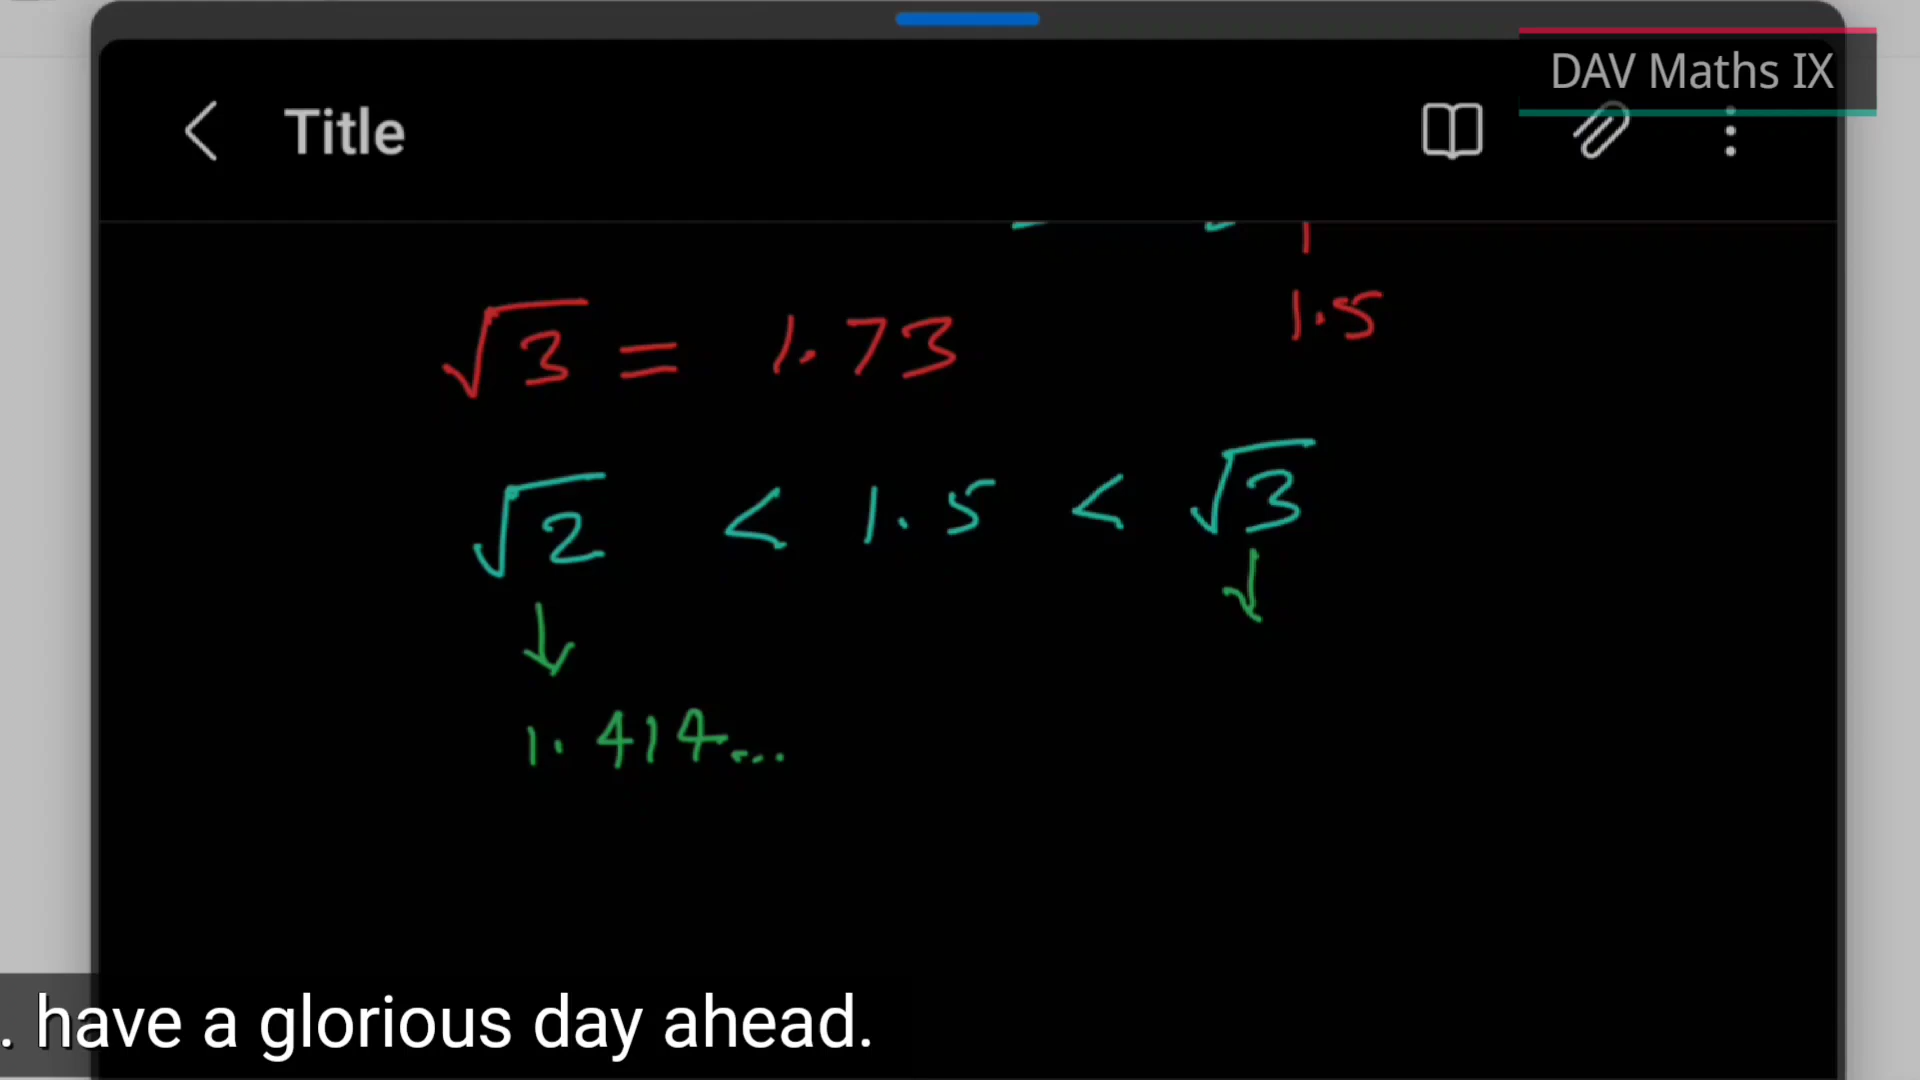 DAV Maths IX
Title
1.5
√3 = 1.73
√2 < 1.5 < √3
1.414...
. have a glorious day ahead.